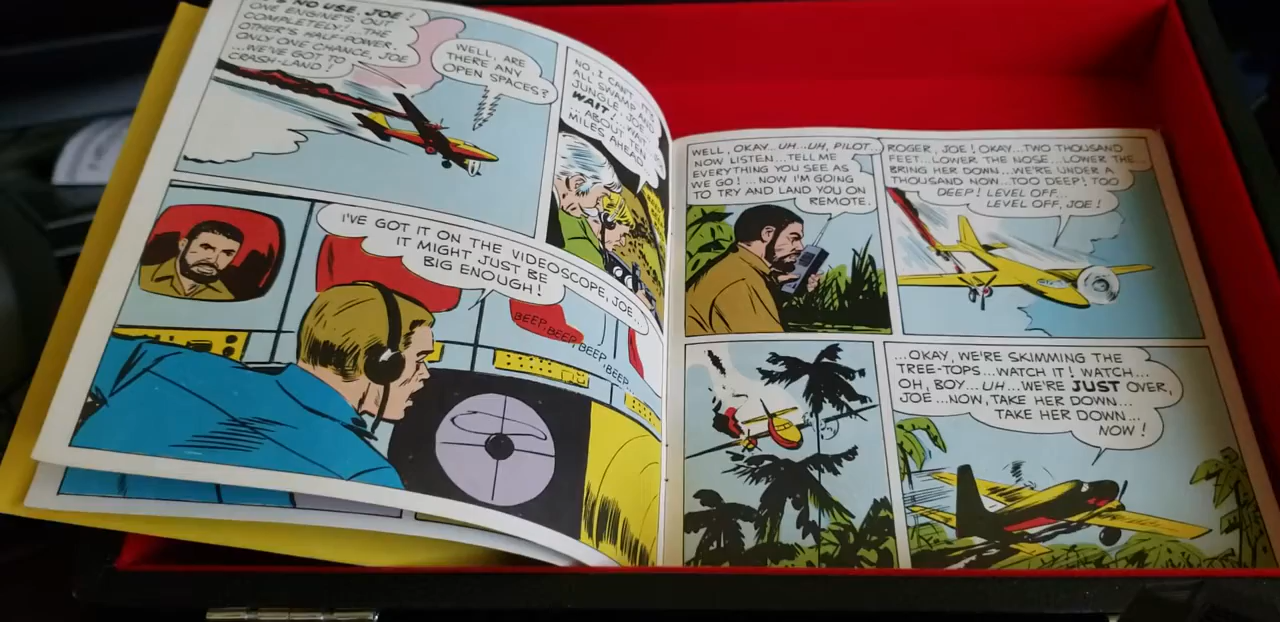 NO USE, JOE!
ONE ENGINE'S OUT
COMPLETELY!...THE
OTHER'S HALF-POWER.
ONLY ONE CHANCE, JOE
...WE'VE GOT TO
CRASH-LAND!
WELL, ARE
THERE ANY
OPEN SPACES?
NO, I CAN'T
ALL SWAMP AND
JUNGLE, JOE
WAIT!...WAIT
...ABOUT TEN
MILES AHEAD
I'VE GOT IT ON THE VIDEOSCOPE, JOE...
IT MIGHT JUST BE
BIG ENOUGH!
BEEP, BEEP, BEEP, BEEP...
WELL, OKAY...UH...UH, PILOT...
NOW LISTEN...TELL ME
EVERYTHING YOU SEE AS
WE GO!...NOW I'M GOING
TO TRY AND LAND YOU ON
REMOTE.
ROGER, JOE! OKAY...TWO THOUSAND
FEET...LOWER THE NOSE...LOWER THE...
BRING HER DOWN...WE'RE UNDER A
THOUSAND NOW...TOO DEEP! TOO
DEEP! LEVEL OFF...
LEVEL OFF, JOE!
...OKAY, WE'RE SKIMMING THE
TREE-TOPS...WATCH IT! WATCH...
OH, BOY...UH...WE'RE JUST OVER,
JOE...NOW, TAKE HER DOWN...
TAKE HER DOWN...
NOW!